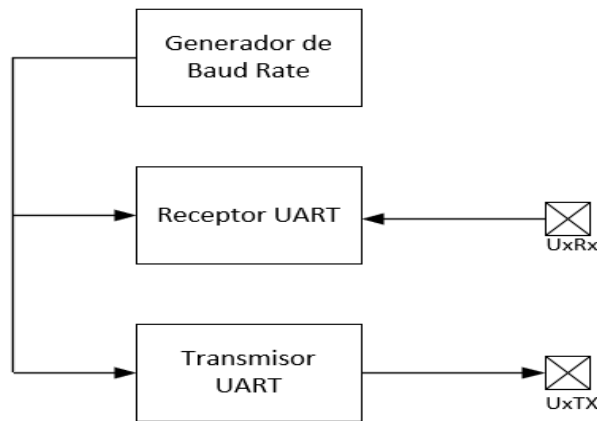 Generador de
Baud Rate
Receptor UART
UxRx
Transmisor
UART
UxTX